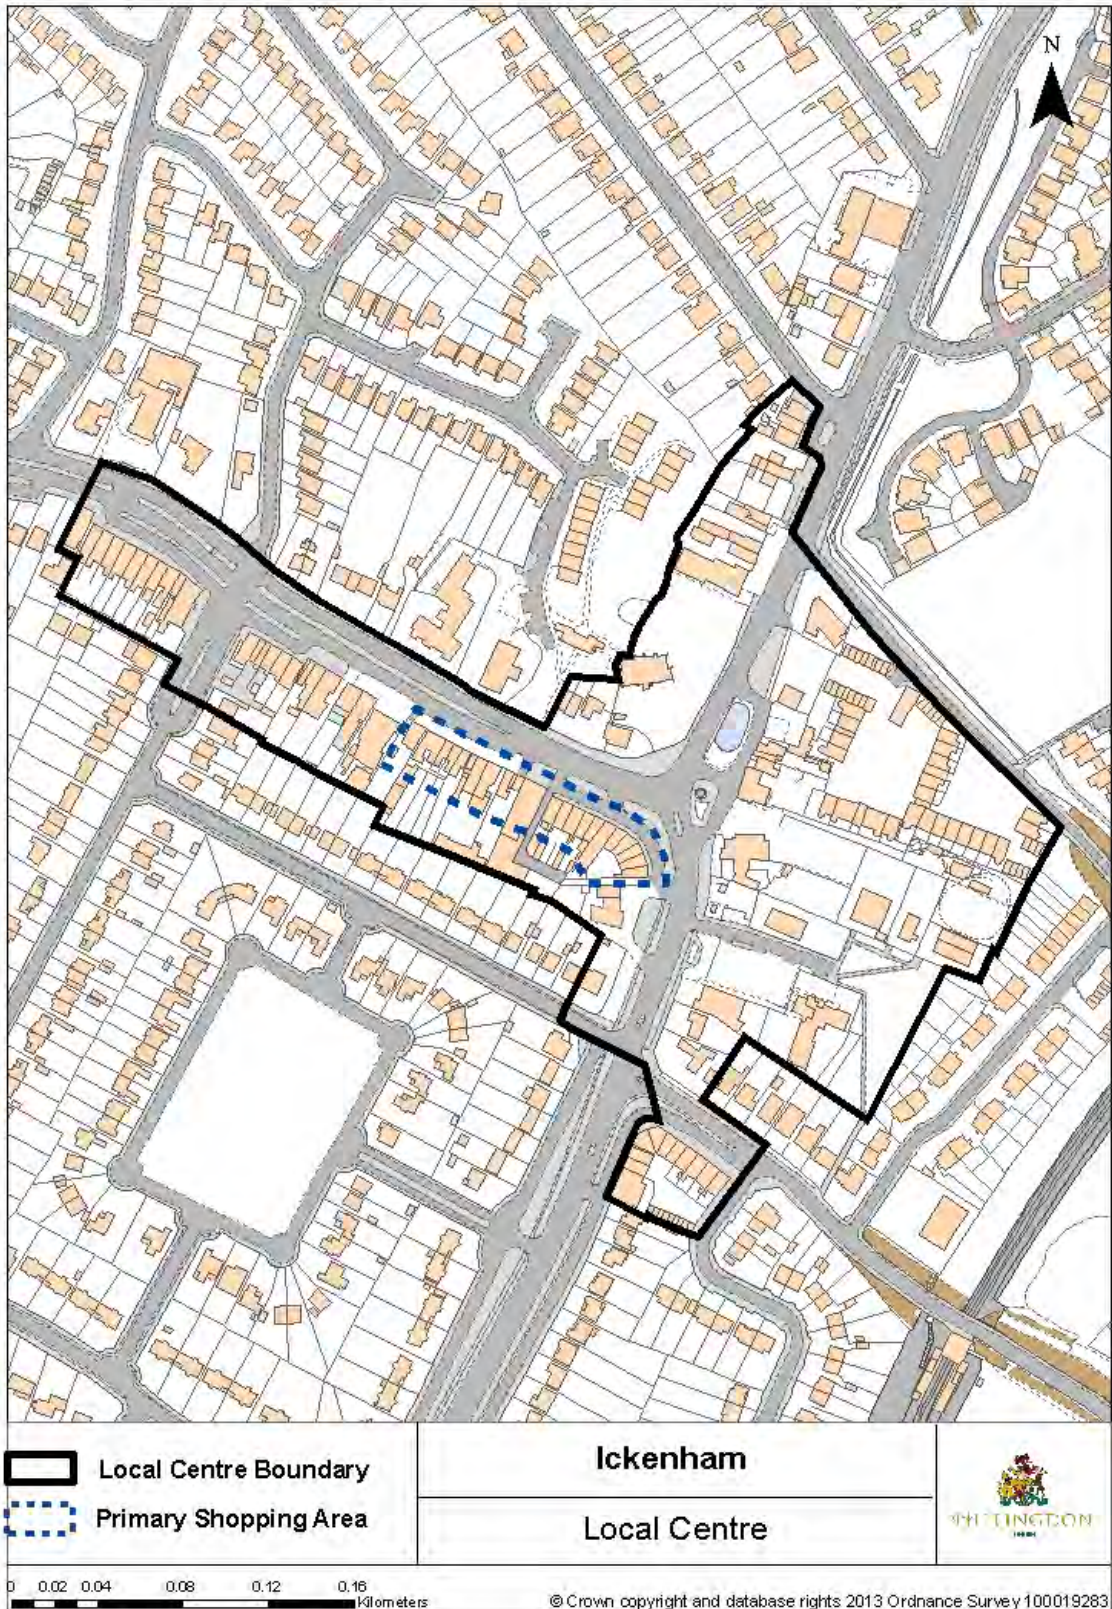 N
Local Centre Boundary
Primary Shopping Area
Ickenham
Local Centre
HILLINGDON
0 0.02 0.04 0.08 0.12 0.16
Kilometers
© Crown copyright and database rights 2013 Ordnance Survey 100019283